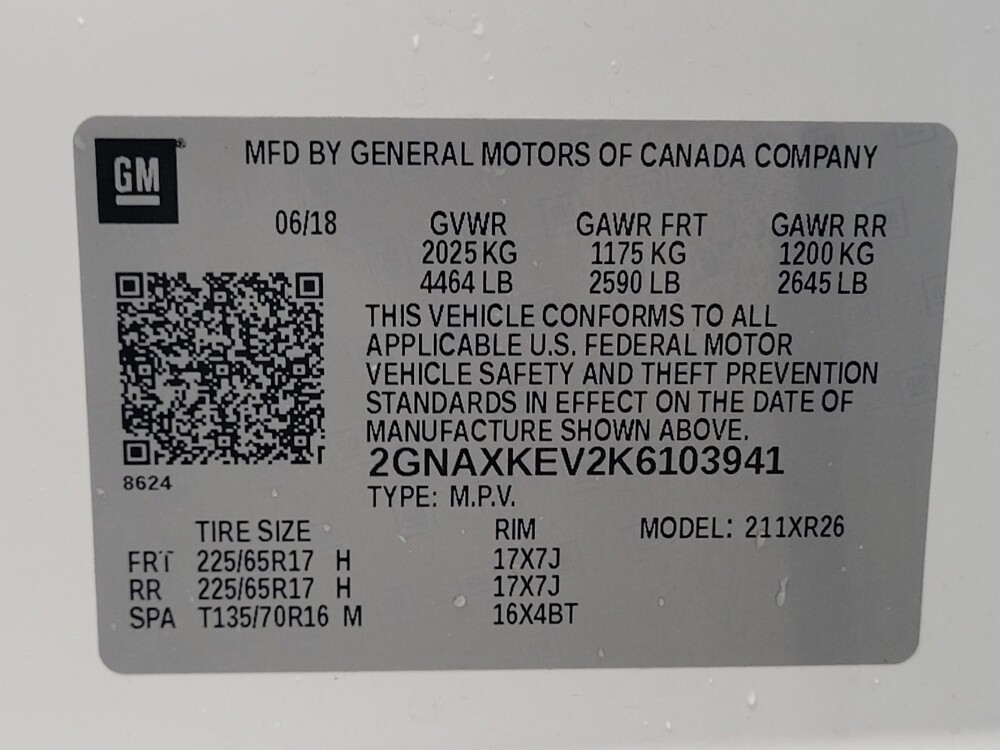 GM
MFD BY GENERAL MOTORS OF CANADA COMPANY
06/18 GVWR GAWR FRT GAWR RR
2025 KG 1175 KG 1200 KG
4464 LB 2590 LB 2645 LB
THIS VEHICLE CONFORMS TO ALL
APPLICABLE U.S. FEDERAL MOTOR
VEHICLE SAFETY AND THEFT PREVENTION
STANDARDS IN EFFECT ON THE DATE OF
MANUFACTURE SHOWN ABOVE.
2GNAXKEV2K6103941
8624
TYPE: M.P.V.
TIRE SIZE RIM MODEL: 211XR26
FRT 225/65R17 H 17X7J
RR 225/65R17 H 17X7J
SPA T135/70R16 M 16X4BT